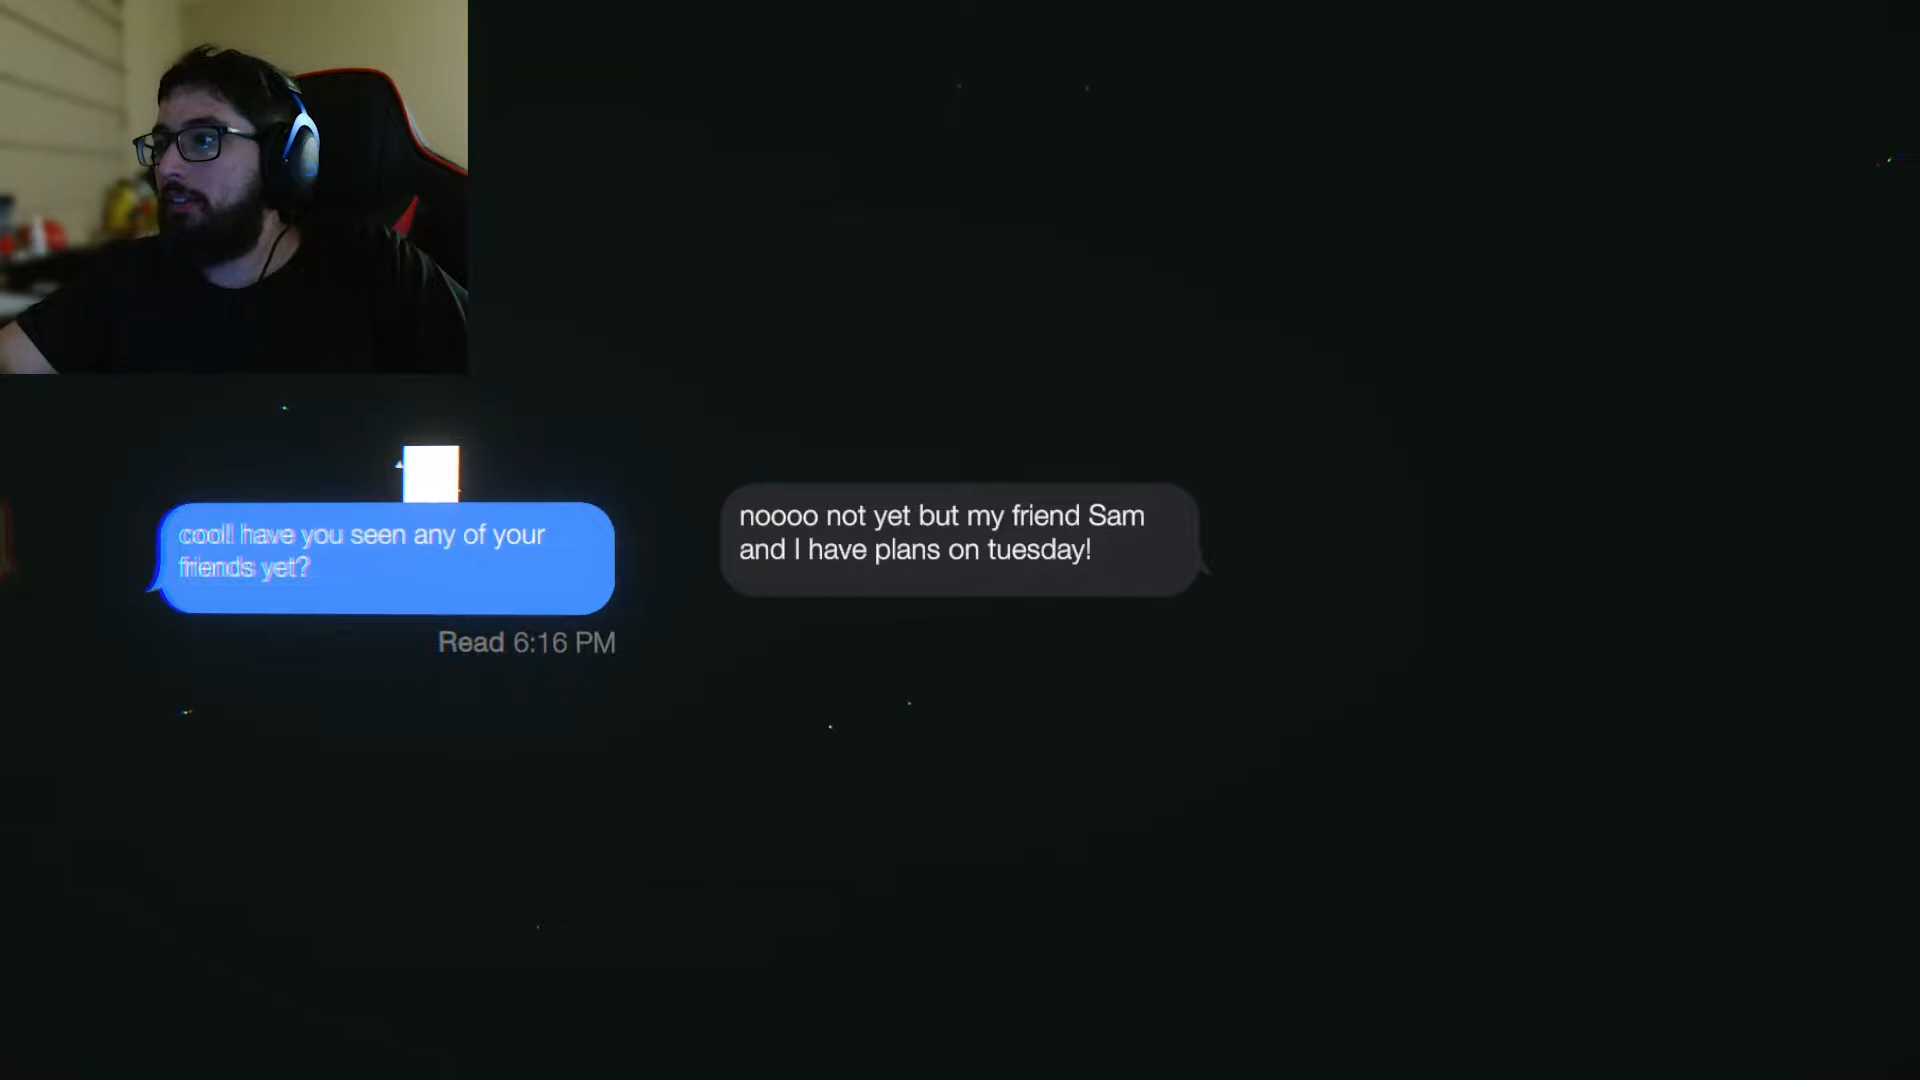 cool! have you seen any of your
friends yet?
Read 6:16 PM
noooo not yet but my friend Sam
and I have plans on tuesday!